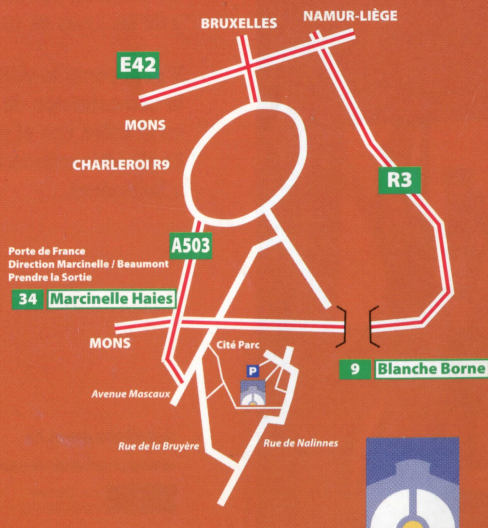 BRUXELLES
NAMUR-LIÈGE
E42
MONS
CHARLEROI R9
R3
A503
Porte de France
Direction Marcinelle / Beaumont
Prendre la Sortie
34 Marcinelle Haies
MONS
Cité Parc
P
9 Blanche Borne
Avenue Mascaux
Rue de la Bruyère
Rue de Nalinnes